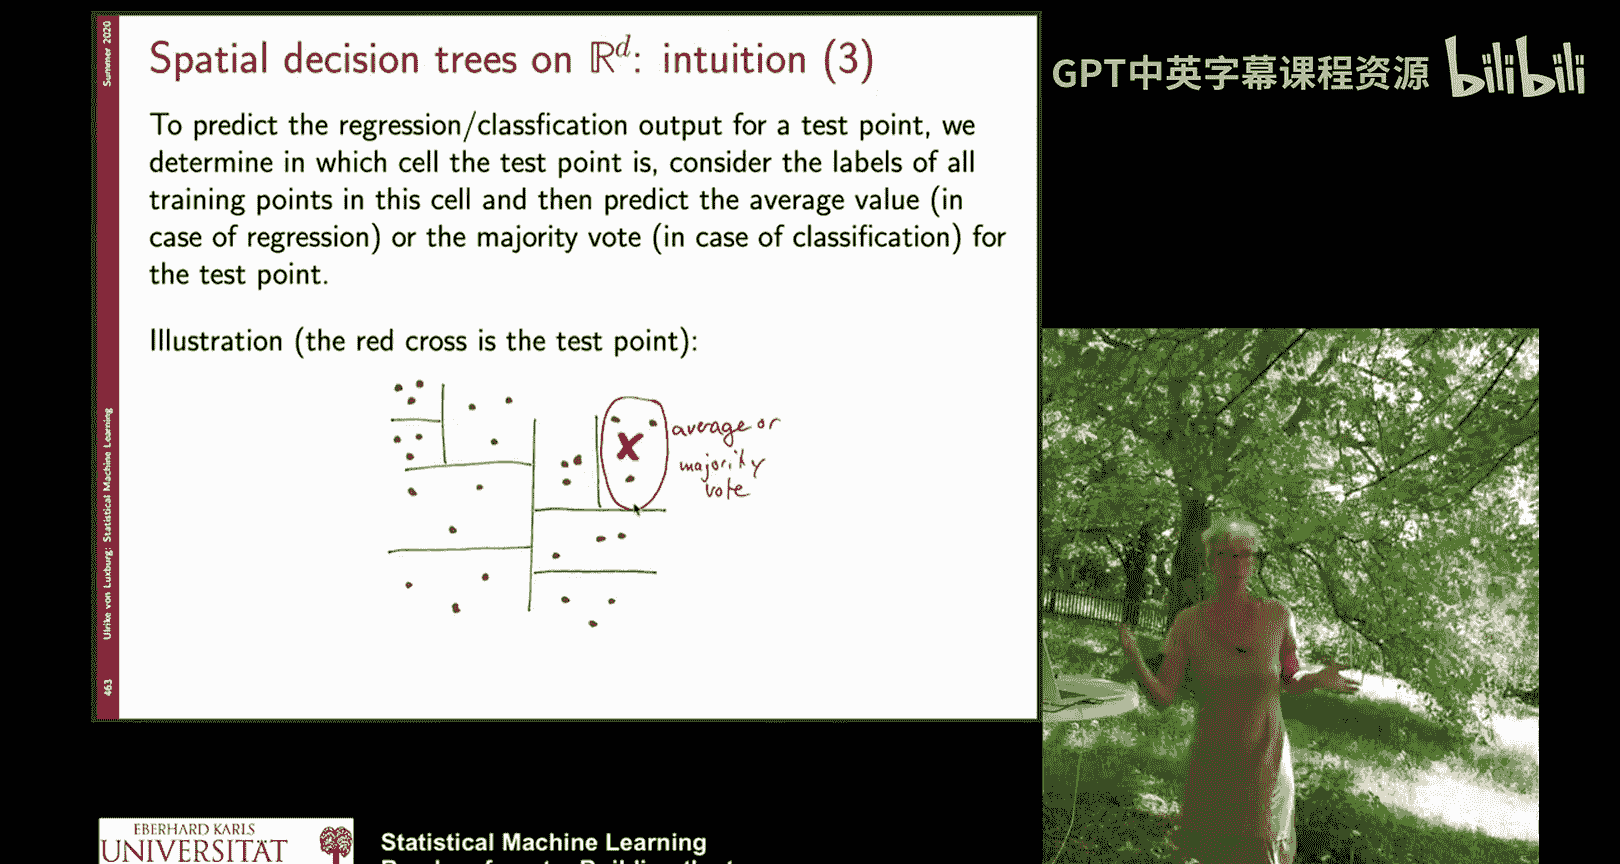 Summer 2020
Spatial decision trees on ℝᵈ: intuition (3)
GPT中英字幕课程资源 bilibili
To predict the regression/classfication output for a test point, we
determine in which cell the test point is, consider the labels of all
training points in this cell and then predict the average value (in
case of regression) or the majority vote (in case of classification) for
the test point.
Illustration (the red cross is the test point):
average or
majority
vote
Ulrike von Luxburg: Statistical Machine Learning
463
EBERHARD KARLS
UNIVERSITÄT
Statistical Machine Learning